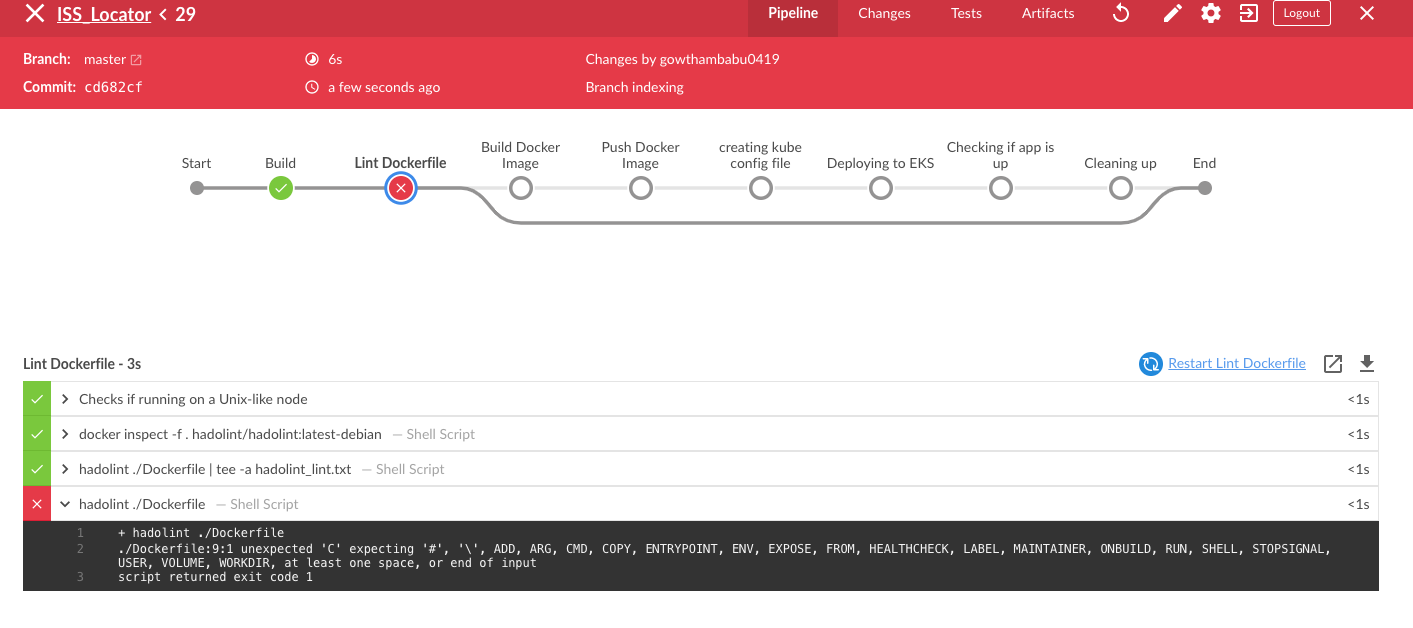 ISS_Locator < 29
Pipeline Changes Tests Artifacts Logout
Branch: master 6s Changes by gowthambabu0419
Commit: cd682cf a few seconds ago Branch indexing
Start
Build
Lint Dockerfile
Build Docker
Image
Push Docker
Image
creating kube
config file
Deploying to EKS
Checking if app is
up
Cleaning up
End
Lint Dockerfile - 3s
Restart Lint Dockerfile
Checks if running on a Unix-like node <1s
docker inspect -f . hadolint/hadolint:latest-debian — Shell Script <1s
hadolint ./Dockerfile | tee -a hadolint_lint.txt — Shell Script <1s
hadolint ./Dockerfile — Shell Script <1s
1 + hadolint ./Dockerfile
2 ./Dockerfile:9:1 unexpected 'C' expecting '#', '\', ADD, ARG, CMD, COPY, ENTRYPOINT, ENV, EXPOSE, FROM, HEALTHCHECK, LABEL, MAINTAINER, ONBUILD, RUN, SHELL, STOPSIGNAL,
USER, VOLUME, WORKDIR, at least one space, or end of input
3 script returned exit code 1